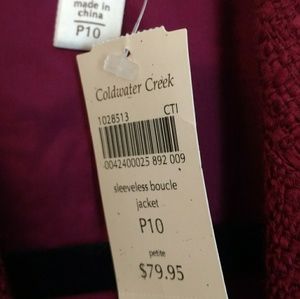 made in
china
P10
Coldwater Creek
1028513 CTI
0042400025 892 009
sleeveless boucle
jacket
P10
petite
$79.95